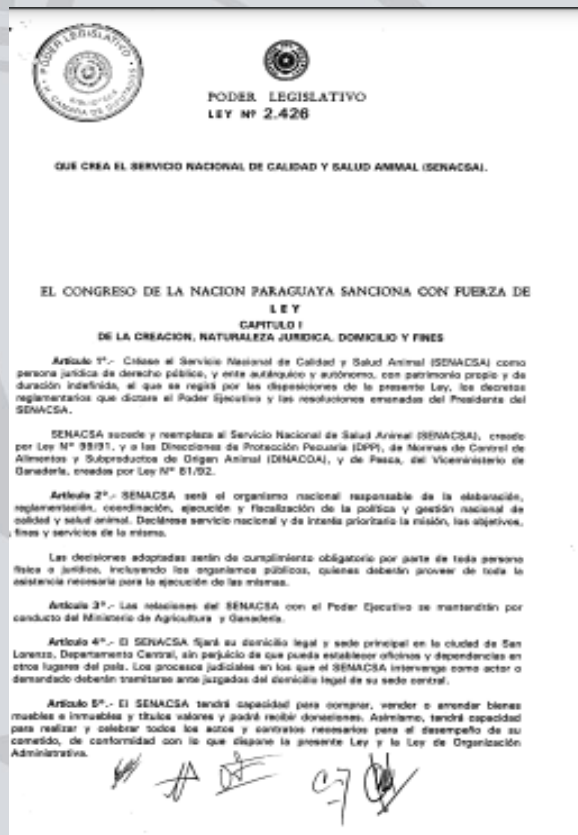 PODER LEGISLATIVO
BIBLIOTECA
H. CAMARA DE DIPUTADOS
PODER LEGISLATIVO
LEY Nº 2.426
QUE CREA EL SERVICIO NACIONAL DE CALIDAD Y SALUD ANIMAL (SENACSA).
EL CONGRESO DE LA NACION PARAGUAYA SANCIONA CON FUERZA DE
L E Y
CAPITULO I
DE LA CREACION, NATURALEZA JURIDICA, DOMICILIO Y FINES
Artículo 1º.- Créase el Servicio Nacional de Calidad y Salud Animal (SENACSA) como
persona jurídica de derecho público, y ente autárquico y autónomo, con patrimonio propio y de
duración indefinida, el que se regirá por las disposiciones de la presente Ley, los decretos
reglamentarios que dictare el Poder Ejecutivo y las resoluciones emanadas del Presidente del
SENACSA.
SENACSA sucede y reemplaza al Servicio Nacional de Salud Animal (SENACSA), creado
por Ley Nº 99/91, y a las Direcciones de Protección Pecuaria (DPP), de Normas de Control de
Alimentos y Subproductos de Origen Animal (DINACOA), y de Pesca, del Viceministerio de
Ganadería, creadas por Ley Nº 81/92.
Artículo 2º.- SENACSA será el organismo nacional responsable de la elaboración,
reglamentación, coordinación, ejecución y fiscalización de la política y gestión nacional de
calidad y salud animal. Declárese servicio nacional y de interés prioritario la misión, los objetivos,
fines y servicios de la misma.
Las decisiones adoptadas serán de cumplimiento obligatorio por parte de toda persona
física o jurídica, incluyendo los organismos públicos, quienes deberán proveer de toda la
asistencia necesaria para la ejecución de las mismas.
Artículo 3º.- Las relaciones del SENACSA con el Poder Ejecutivo se mantendrán por
conducto del Ministerio de Agricultura y Ganadería.
Artículo 4º.- El SENACSA fijará su domicilio legal y sede principal en la ciudad de San
Lorenzo, Departamento Central, sin perjuicio de que pueda establecer oficinas y dependencias en
otros lugares del país. Los procesos judiciales en los que el SENACSA intervenga como actor o
demandado deberán tramitarse ante juzgados del domicilio legal de su sede central.
Artículo 5º.- El SENACSA tendrá capacidad para comprar, vender o arrendar bienes
muebles e inmuebles y títulos valores y podrá recibir donaciones. Asimismo, tendrá capacidad
para realizar y celebrar todos los actos y contratos necesarios para el desempeño de su
cometido, de conformidad con lo que dispone la presente Ley y la Ley de Organización
Administrativa.